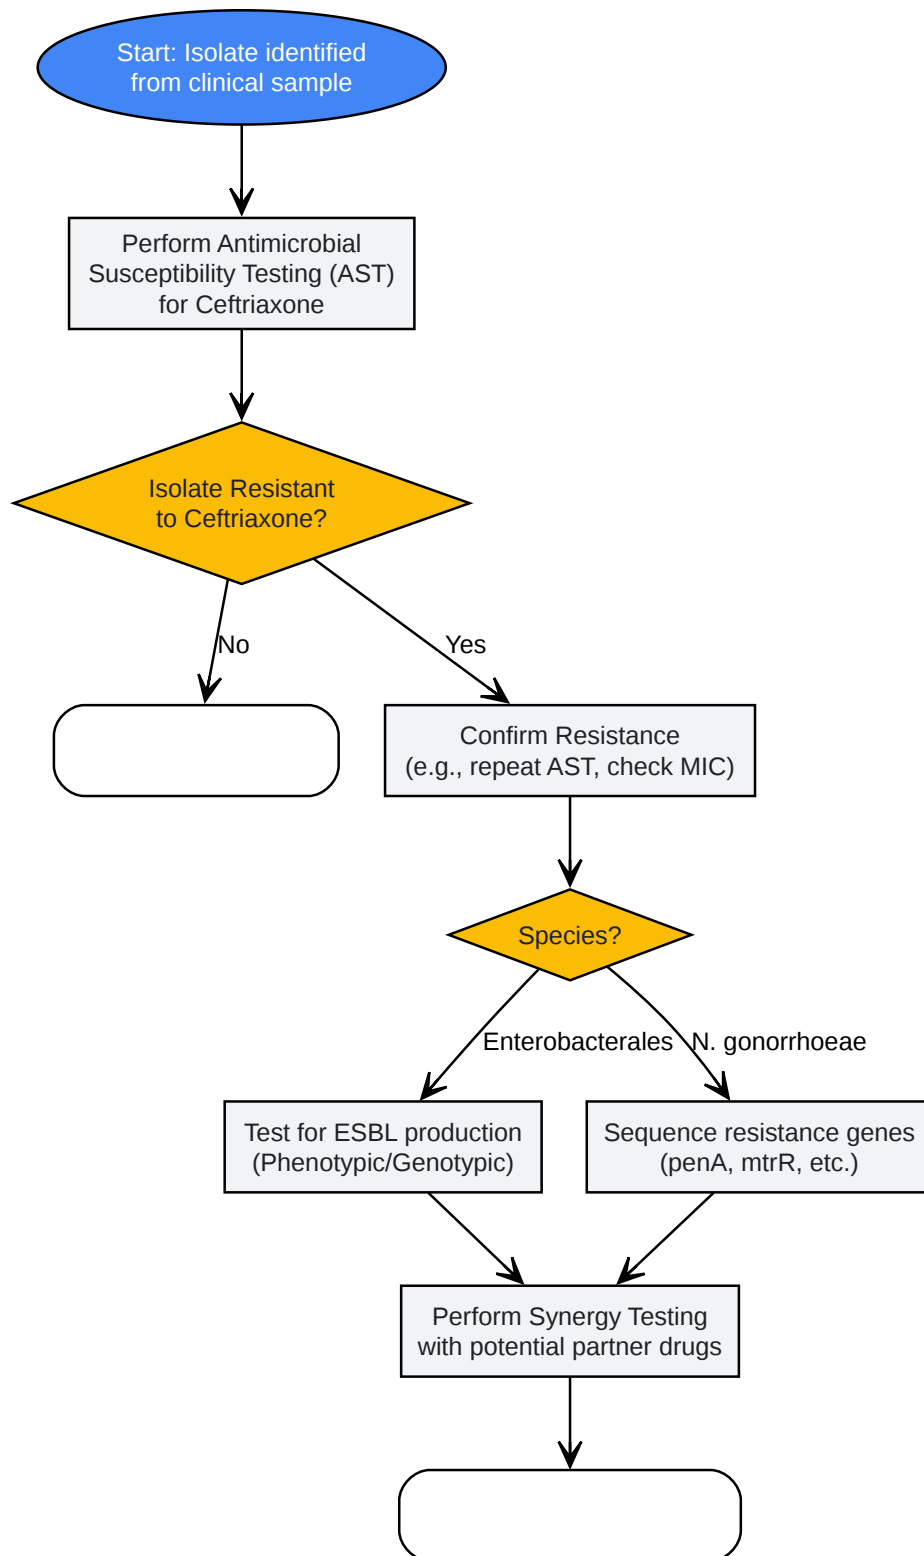 Start: Isolate identified
from clinical sample
Perform Antimicrobial
Susceptibility Testing (AST)
for Ceftriaxone
Isolate Resistant
to Ceftriaxone?
No
Yes
Confirm Resistance
(e.g., repeat AST, check MIC)
Species?
Enterobacterales
N. gonorrhoeae
Test for ESBL production
(Phenotypic/Genotypic)
Sequence resistance genes
(penA, mtrR, etc.)
Perform Synergy Testing
with potential partner drugs